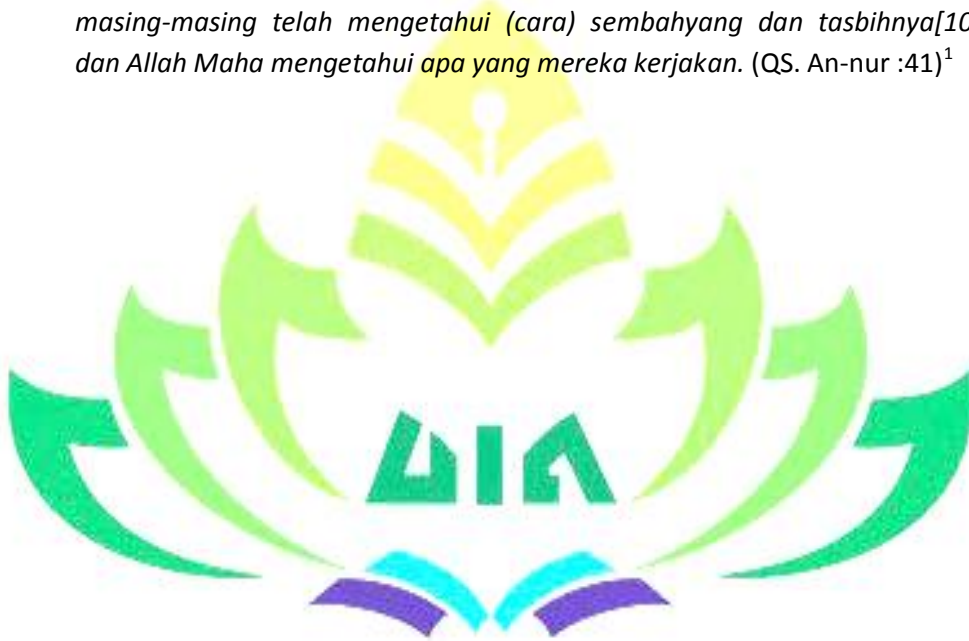 masing-masing telah mengetahui (cara) sembahyang dan tasbihnya[10
dan Allah Maha mengetahui apa yang mereka kerjakan. (QS. An-nur :41)¹